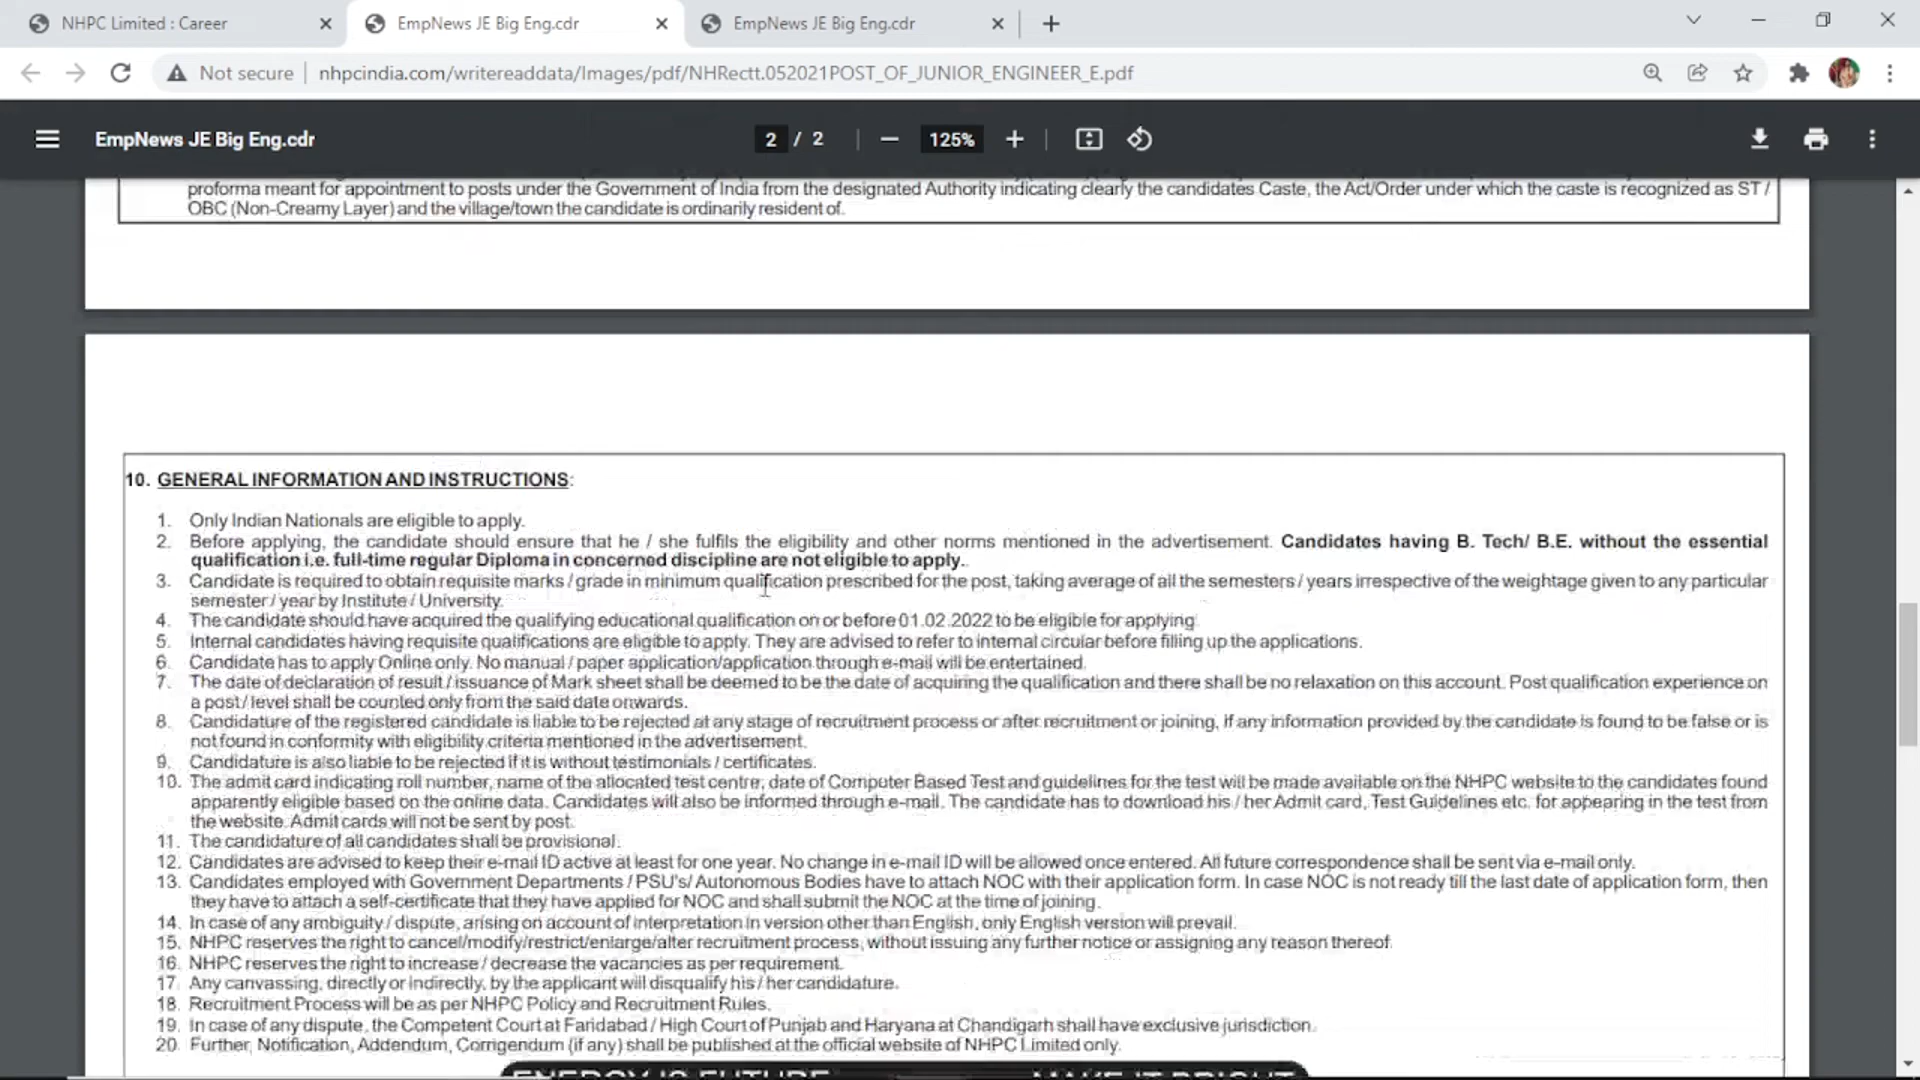 NHPC Limited : Career
EmpNews JE Big Eng.cdr
EmpNews JE Big Eng.cdr
Not secure
nhpcindia.com/writereaddata/Images/pdf/NHRectt.052021POST_OF_JUNIOR_ENGINEER_E.pdf
EmpNews JE Big Eng.cdr
2 / 2
125%
proforma meant for appointment to posts under the Government of India from the designated Authority indicating clearly the candidates Caste, the Act/Order under which the caste is recognized as ST /
OBC (Non-Creamy Layer) and the village/town the candidate is ordinarily resident of.
10. GENERAL INFORMATION AND INSTRUCTIONS:
1. Only Indian Nationals are eligible to apply.
2. Before applying, the candidate should ensure that he / she fulfils the eligibility and other norms mentioned in the advertisement. Candidates having B. Tech/ B.E. without the essential
qualification i.e. full-time regular Diploma in concerned discipline are not eligible to apply.
3. Candidate is required to obtain requisite marks / grade in minimum qualification prescribed for the post, taking average of all the semesters / years irrespective of the weightage given to any particular
semester / year by Institute / University.
4. The candidate should have acquired the qualifying educational qualification on or before 01.02.2022 to be eligible for applying
5. Internal candidates having requisite qualifications are eligible to apply. They are advised to refer to internal circular before filling up the applications.
6. Candidate has to apply Online only. No manual / paper application/application through e-mail will be entertained.
7. The date of declaration of result / issuance of Mark sheet shall be deemed to be the date of acquiring the qualification and there shall be no relaxation on this account. Post qualification experience on
a post / level shall be counted only from the said date onwards.
8. Candidature of the registered candidate is liable to be rejected at any stage of recruitment process or after recruitment or joining, if any information provided by the candidate is found to be false or is
not found in conformity with eligibility criteria mentioned in the advertisement.
9. Candidature is also liable to be rejected if it is without testimonials / certificates.
10. The admit card indicating roll number, name of the allocated test centre, date of Computer Based Test and guidelines for the test will be made available on the NHPC website to the candidates found
apparently eligible based on the online data. Candidates will also be informed through e-mail. The candidate has to download his / her Admit card, Test Guidelines etc. for appearing in the test from
the website. Admit cards will not be sent by post.
11. The candidature of all candidates shall be provisional.
12. Candidates are advised to keep their e-mail ID active at least for one year. No change in e-mail ID will be allowed once entered. All future correspondence shall be sent via e-mail only.
13. Candidates employed with Government Departments / PSU's/ Autonomous Bodies have to attach NOC with their application form. In case NOC is not ready till the last date of application form, then
they have to attach a self-certificate that they have applied for NOC and shall submit the NOC at the time of joining.
14. In case of any ambiguity / dispute, arising on account of interpretation in version other than English, only English version will prevail.
15. NHPC reserves the right to cancel/modify/restrict/enlarge/alter recruitment process, without issuing any further notice or assigning any reason thereof.
16. NHPC reserves the right to increase / decrease the vacancies as per requirement.
17. Any canvassing, directly or indirectly, by the applicant will disqualify his / her candidature.
18. Recruitment Process will be as per NHPC Policy and Recruitment Rules.
19. In case of any dispute, the Competent Court at Faridabad / High Court of Punjab and Haryana at Chandigarh shall have exclusive jurisdiction.
20. Further, Notification, Addendum, Corrigendum (if any) shall be published at the official website of NHPC Limited only.
ENERGY IS FUTURE MAKE IT BRIGHT